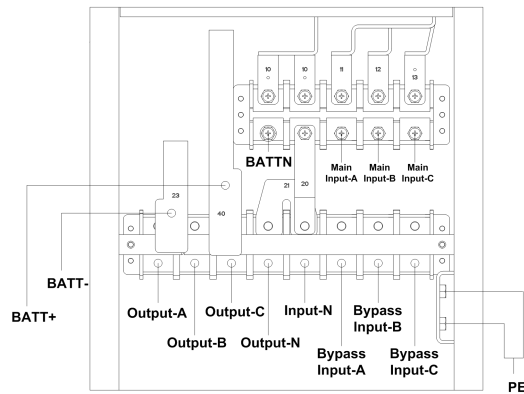 10 10 11 12 13
BATTN
Main Input-A
Main Input-B
Main Input-C
23
40
21 20
BATT-
BATT+
Output-A
Output-B
Output-C
Output-N
Input-N
Bypass Input-A
Bypass Input-B
Bypass Input-C
PE